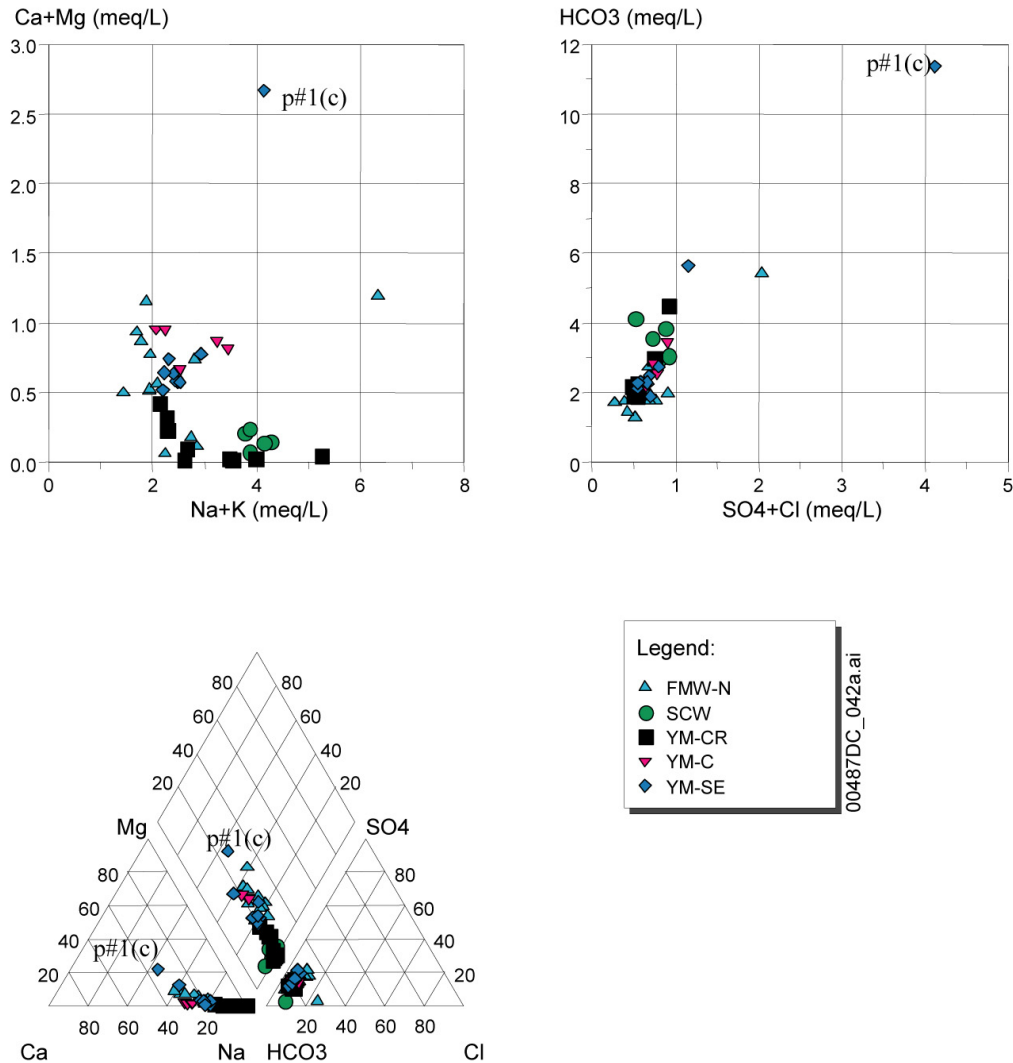 Ca+Mg (meq/L)
3.0
2.5
2.0
1.5
1.0
0.5
0.0
0 2 4 6 8
Na+K (meq/L)
p#1(c)
HCO3 (meq/L)
12
10
8
6
4
2
0
0 1 2 3 4 5
SO4+Cl (meq/L)
p#1(c)
80 80
60 60
40 40
20 20
Mg SO4
p#1(c)
80 80
60 60
40 40
p#1(c)
20 20
80 60 40 20 20 40 60 80
Ca Na HCO3 Cl
Legend:
FMW-N
SCW
YM-CR
YM-C
YM-SE
00487DC_042a.ai